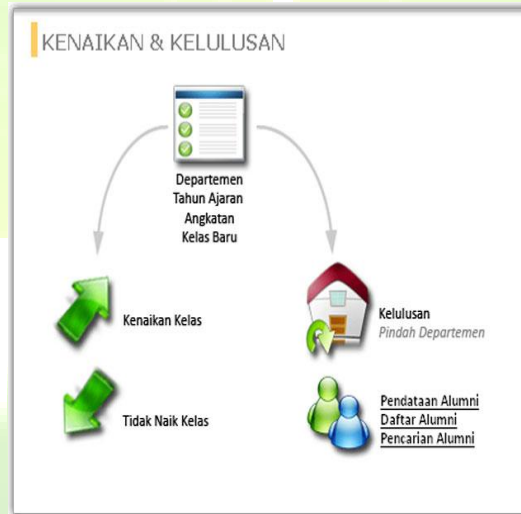 KENAIKAN & KELULUSAN
Departemen
Tahun Ajaran
Angkatan
Kelas Baru
Kenaikan Kelas
Tidak Naik Kelas
Kelulusan
Pindah Departemen
Pendataan Alumni
Daftar Alumni
Pencarian Alumni